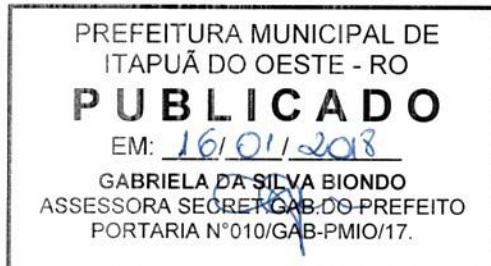 PREFEITURA MUNICIPAL DE
ITAPUÃ DO OESTE - RO
PUBLICADO
EM: 16/01/2018
GABRIELA DA SILVA BIONDO
ASSESSORA SECRET.GAB.DO PREFEITO
PORTARIA N°010/GAB-PMIO/17.